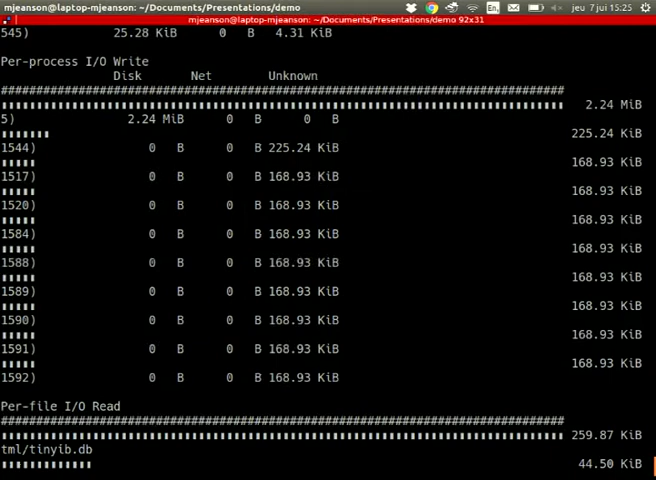 mjeanson@laptop-mjeanson: ~/Documents/Presentations/demo En, jeu 7 jui 15:25
mjeanson@laptop-mjeanson: ~/Documents/Presentations/demo 92x31
545) 25.28 KiB 0 B 4.31 KiB
Per-process I/O Write
Disk Net Unknown
################################################################################
2.24 MiB
5) 2.24 MiB 0 B 0 B
225.24 KiB
1544) 0 B 0 B 225.24 KiB
168.93 KiB
1517) 0 B 0 B 168.93 KiB
168.93 KiB
1520) 0 B 0 B 168.93 KiB
168.93 KiB
1584) 0 B 0 B 168.93 KiB
168.93 KiB
1588) 0 B 0 B 168.93 KiB
168.93 KiB
1589) 0 B 0 B 168.93 KiB
168.93 KiB
1590) 0 B 0 B 168.93 KiB
168.93 KiB
1591) 0 B 0 B 168.93 KiB
168.93 KiB
1592) 0 B 0 B 168.93 KiB
Per-file I/O Read
################################################################################
259.87 KiB
tml/tinyib.db
44.50 KiB